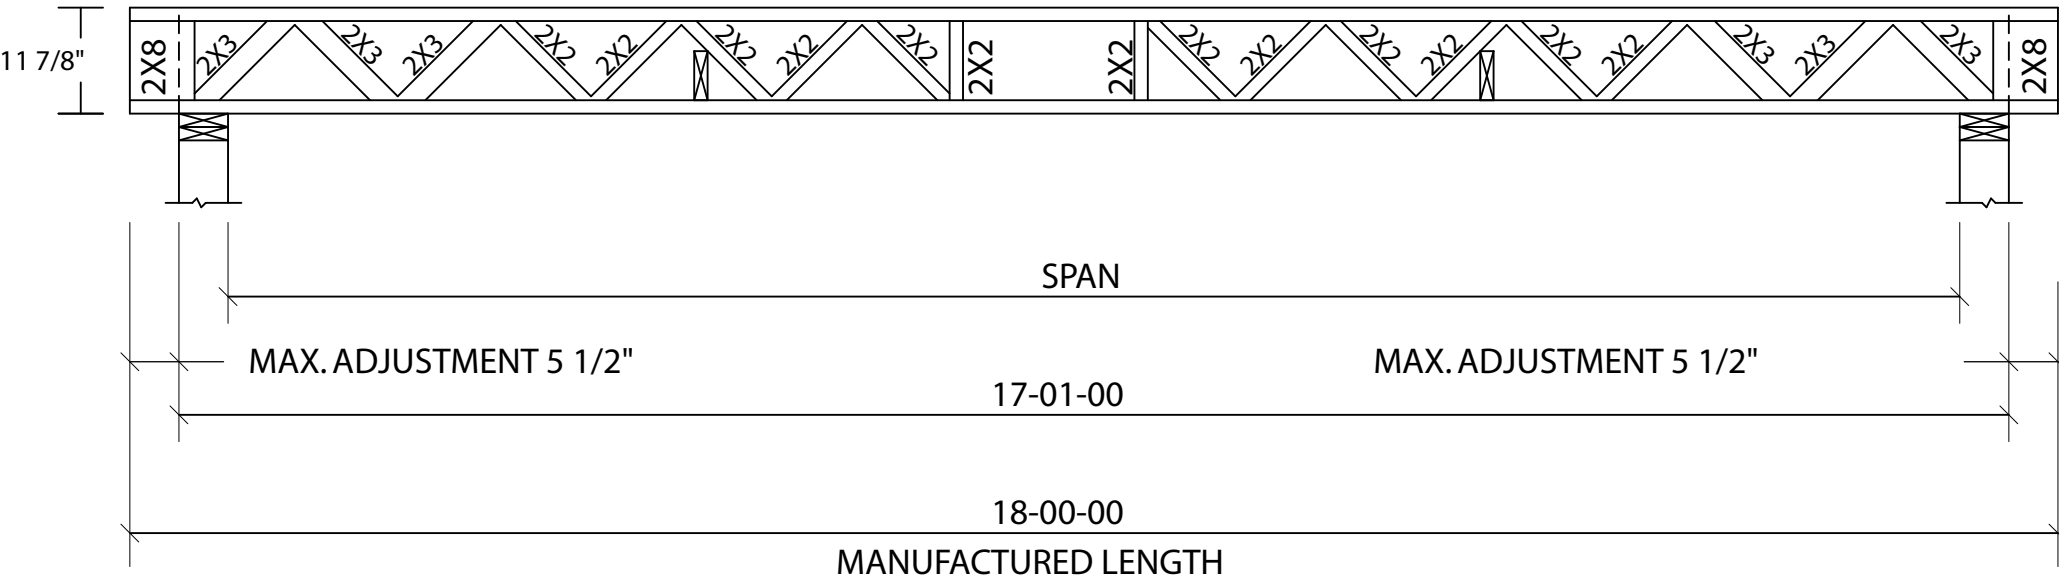 11 7/8"
2X8
2X3
2X3
2X3
2X2
2X2
2X2
2X2
2X2
2X2
2X2
2X2
2X2
2X2
2X2
2X2
2X2
2X3
2X3
2X3
2X8
SPAN
MAX. ADJUSTMENT 5 1/2"
MAX. ADJUSTMENT 5 1/2"
17-01-00
18-00-00
MANUFACTURED LENGTH